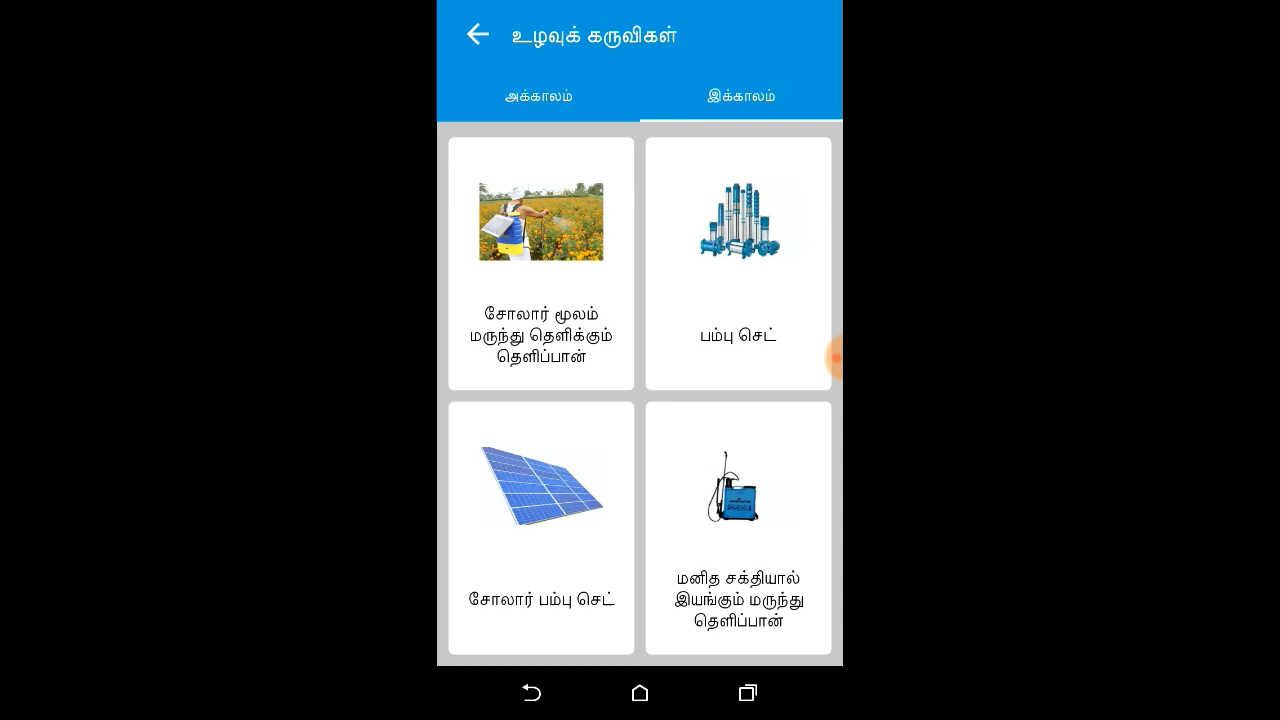 உழவுக் கருவிகள்
அக்காலம்
இக்காலம்
சோலார் மூலம்
மருந்து தெளிக்கும்
தெளிப்பான்
பம்பு செட்
சோலார் பம்பு செட்
மனித சக்தியால்
இயங்கும் மருந்து
தெளிப்பான்